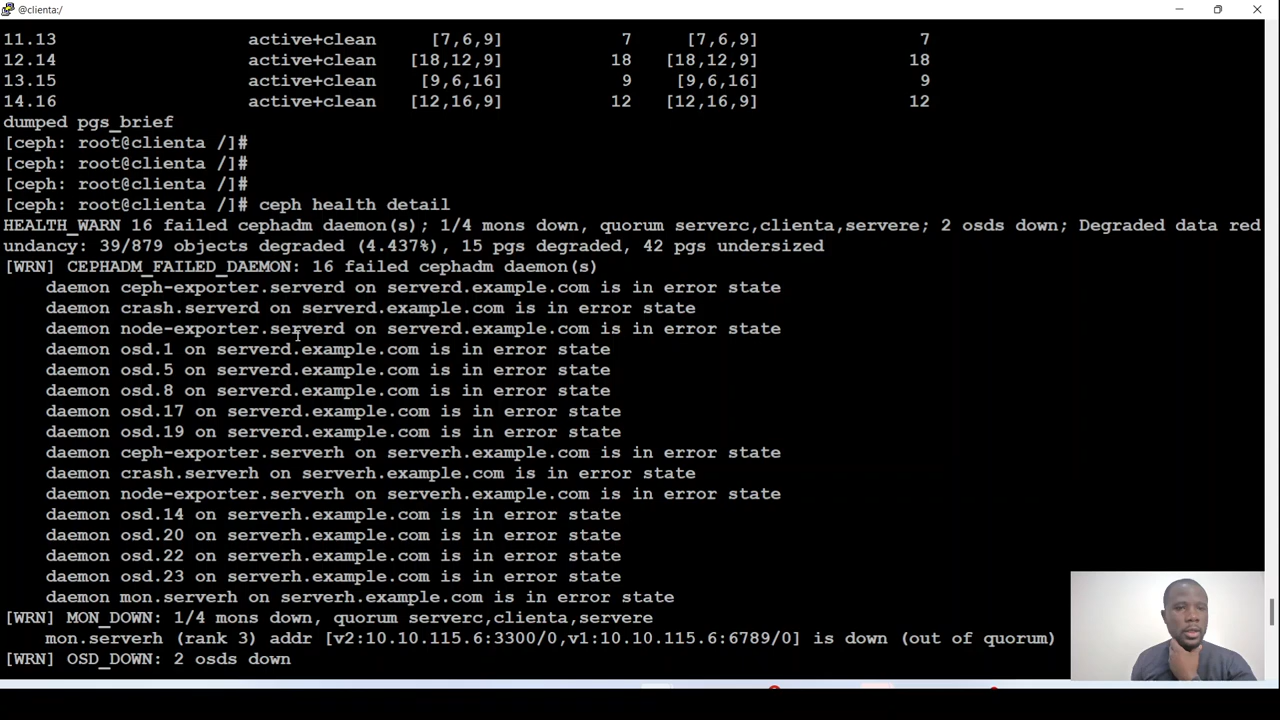 @clienta:/
11.13 active+clean [7,6,9] 7 [7,6,9] 7
12.14 active+clean [18,12,9] 18 [18,12,9] 18
13.15 active+clean [9,6,16] 9 [9,6,16] 9
14.16 active+clean [12,16,9] 12 [12,16,9] 12
dumped pgs_brief
[ceph: root@clienta /]#
[ceph: root@clienta /]#
[ceph: root@clienta /]#
[ceph: root@clienta /]# ceph health detail
HEALTH_WARN 16 failed cephadm daemon(s); 1/4 mons down, quorum serverc,clienta,servere; 2 osds down; Degraded data red
undancy: 39/879 objects degraded (4.437%), 15 pgs degraded, 42 pgs undersized
[WRN] CEPHADM_FAILED_DAEMON: 16 failed cephadm daemon(s)
daemon ceph-exporter.serverd on serverd.example.com is in error state
daemon crash.serverd on serverd.example.com is in error state
daemon node-exporter.serverd on serverd.example.com is in error state
daemon osd.1 on serverd.example.com is in error state
daemon osd.5 on serverd.example.com is in error state
daemon osd.8 on serverd.example.com is in error state
daemon osd.17 on serverd.example.com is in error state
daemon osd.19 on serverd.example.com is in error state
daemon ceph-exporter.serverh on serverh.example.com is in error state
daemon crash.serverh on serverh.example.com is in error state
daemon node-exporter.serverh on serverh.example.com is in error state
daemon osd.14 on serverh.example.com is in error state
daemon osd.20 on serverh.example.com is in error state
daemon osd.22 on serverh.example.com is in error state
daemon osd.23 on serverh.example.com is in error state
daemon mon.serverh on serverh.example.com is in error state
[WRN] MON_DOWN: 1/4 mons down, quorum serverc,clienta,servere
mon.serverh (rank 3) addr [v2:10.10.115.6:3300/0,v1:10.10.115.6:6789/0] is down (out of quorum)
[WRN] OSD_DOWN: 2 osds down